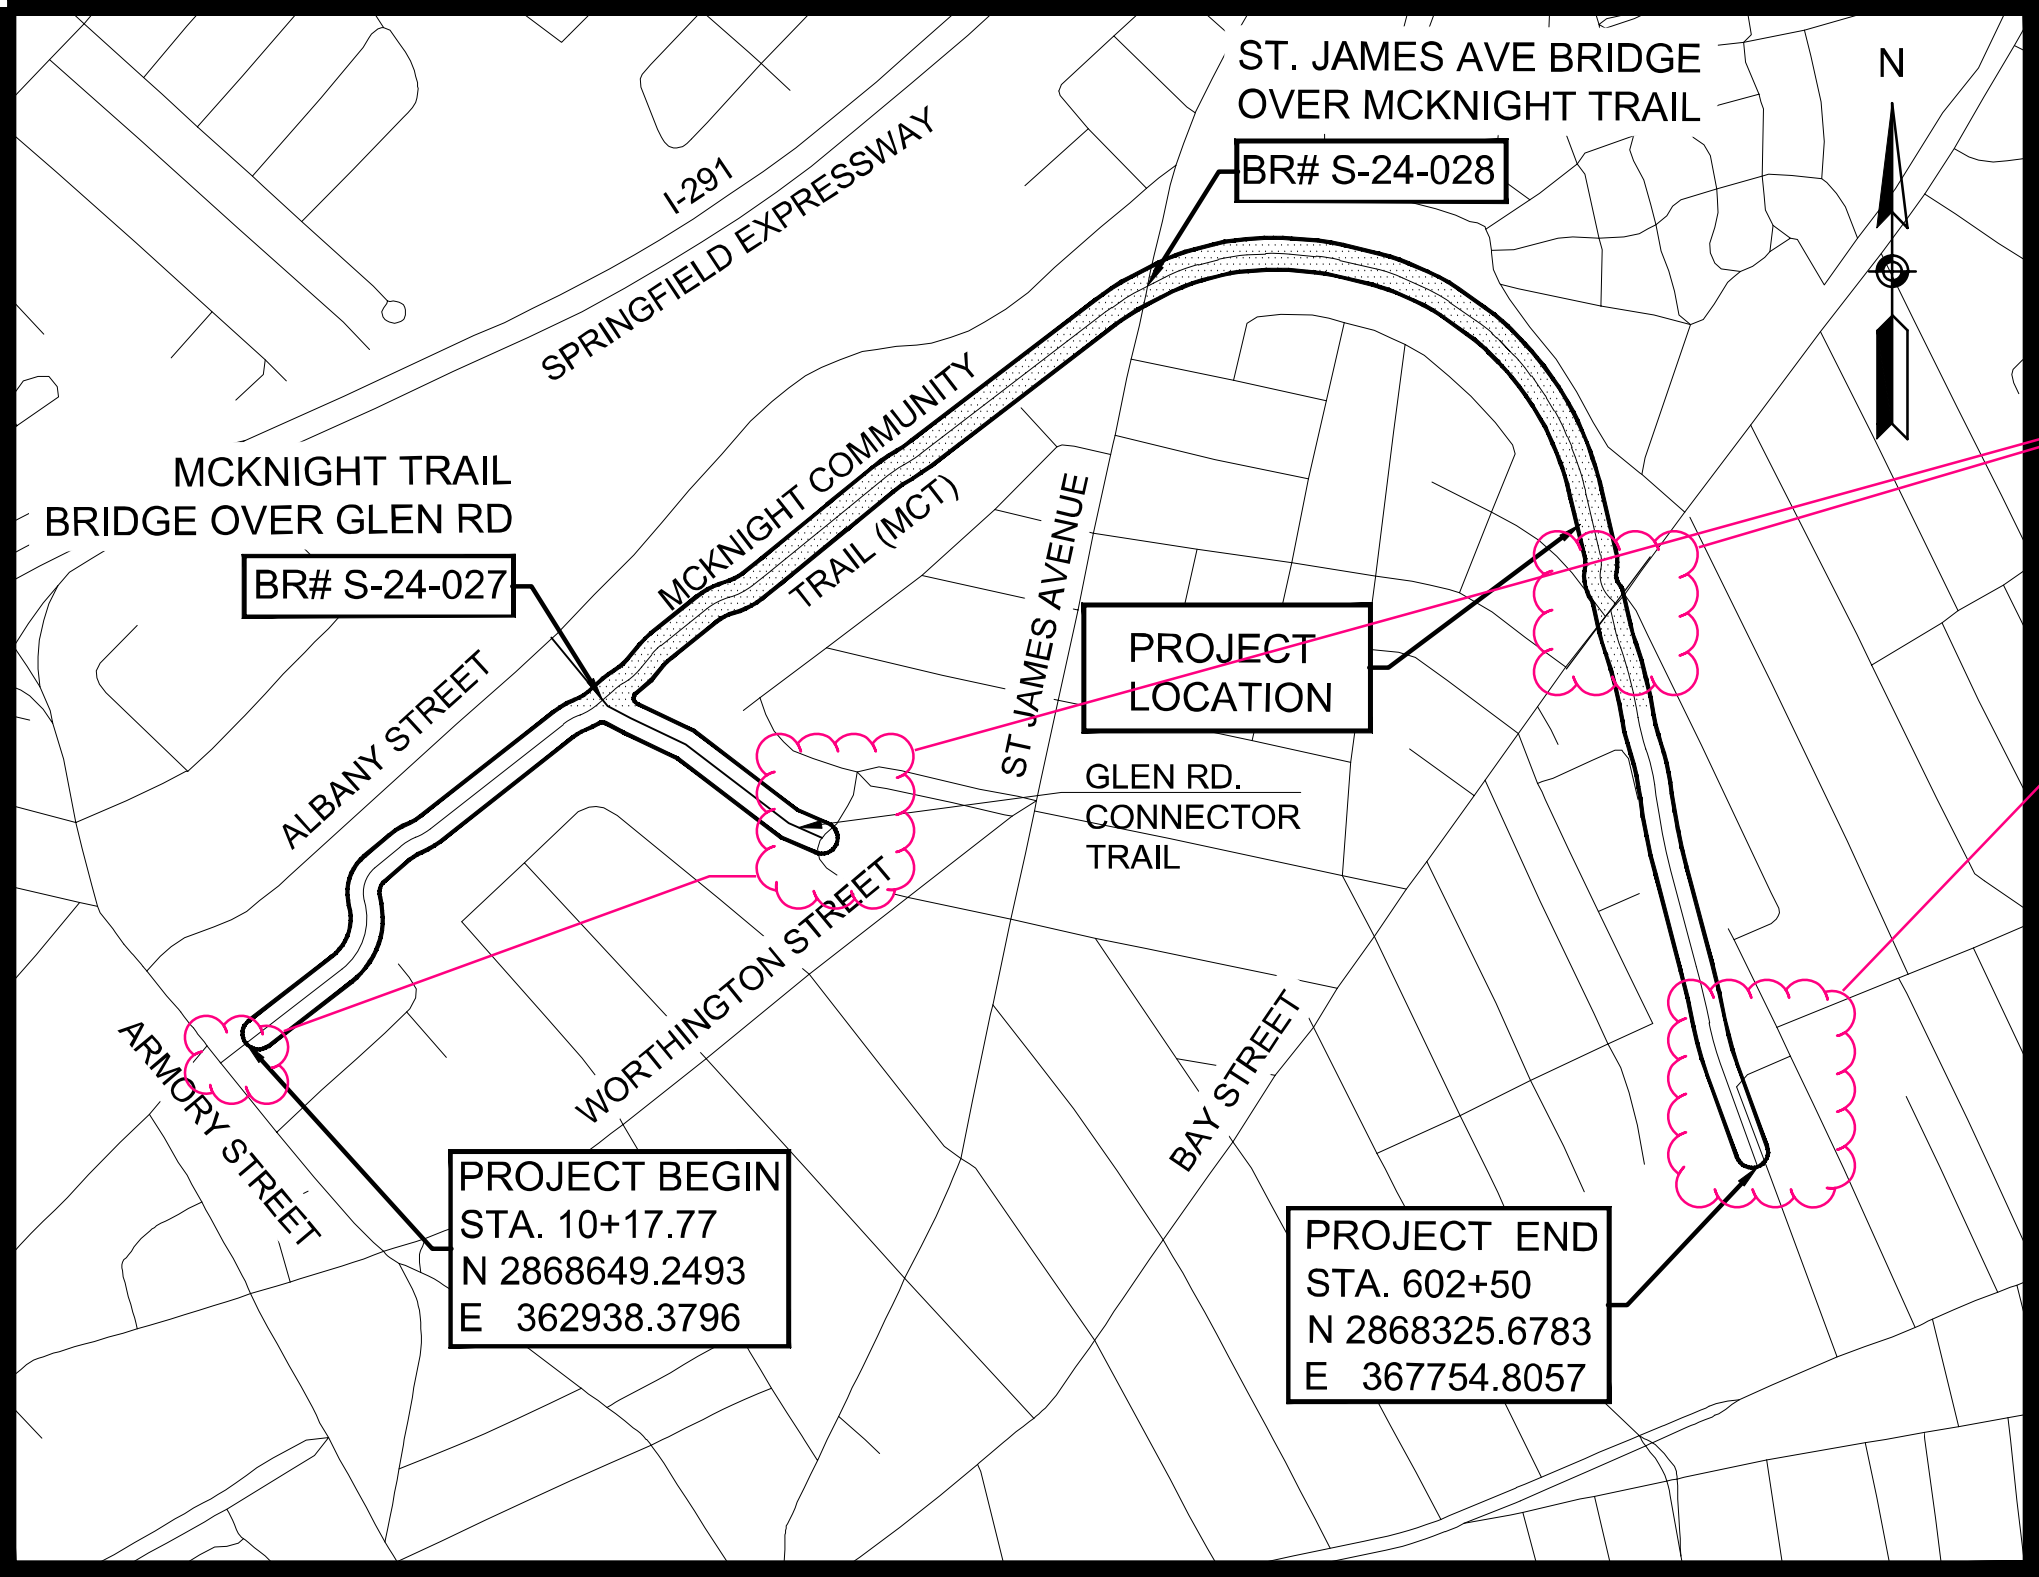 ST. JAMES AVE BRIDGE
OVER MCKNIGHT TRAIL
BR# S-24-028
N
I-291
SPRINGFIELD EXPRESSWAY
MCKNIGHT COMMUNITY
TRAIL (MCT)
MCKNIGHT TRAIL
BRIDGE OVER GLEN RD
BR# S-24-027
ST JAMES AVENUE
PROJECT
LOCATION
ALBANY STREET
GLEN RD.
CONNECTOR
TRAIL
WORTHINGTON STREET
ARMORY STREET
BAY STREET
PROJECT BEGIN
STA. 10+17.77
N 2868649.2493
E 362938.3796
PROJECT END
STA. 602+50
N 2868325.6783
E 367754.8057